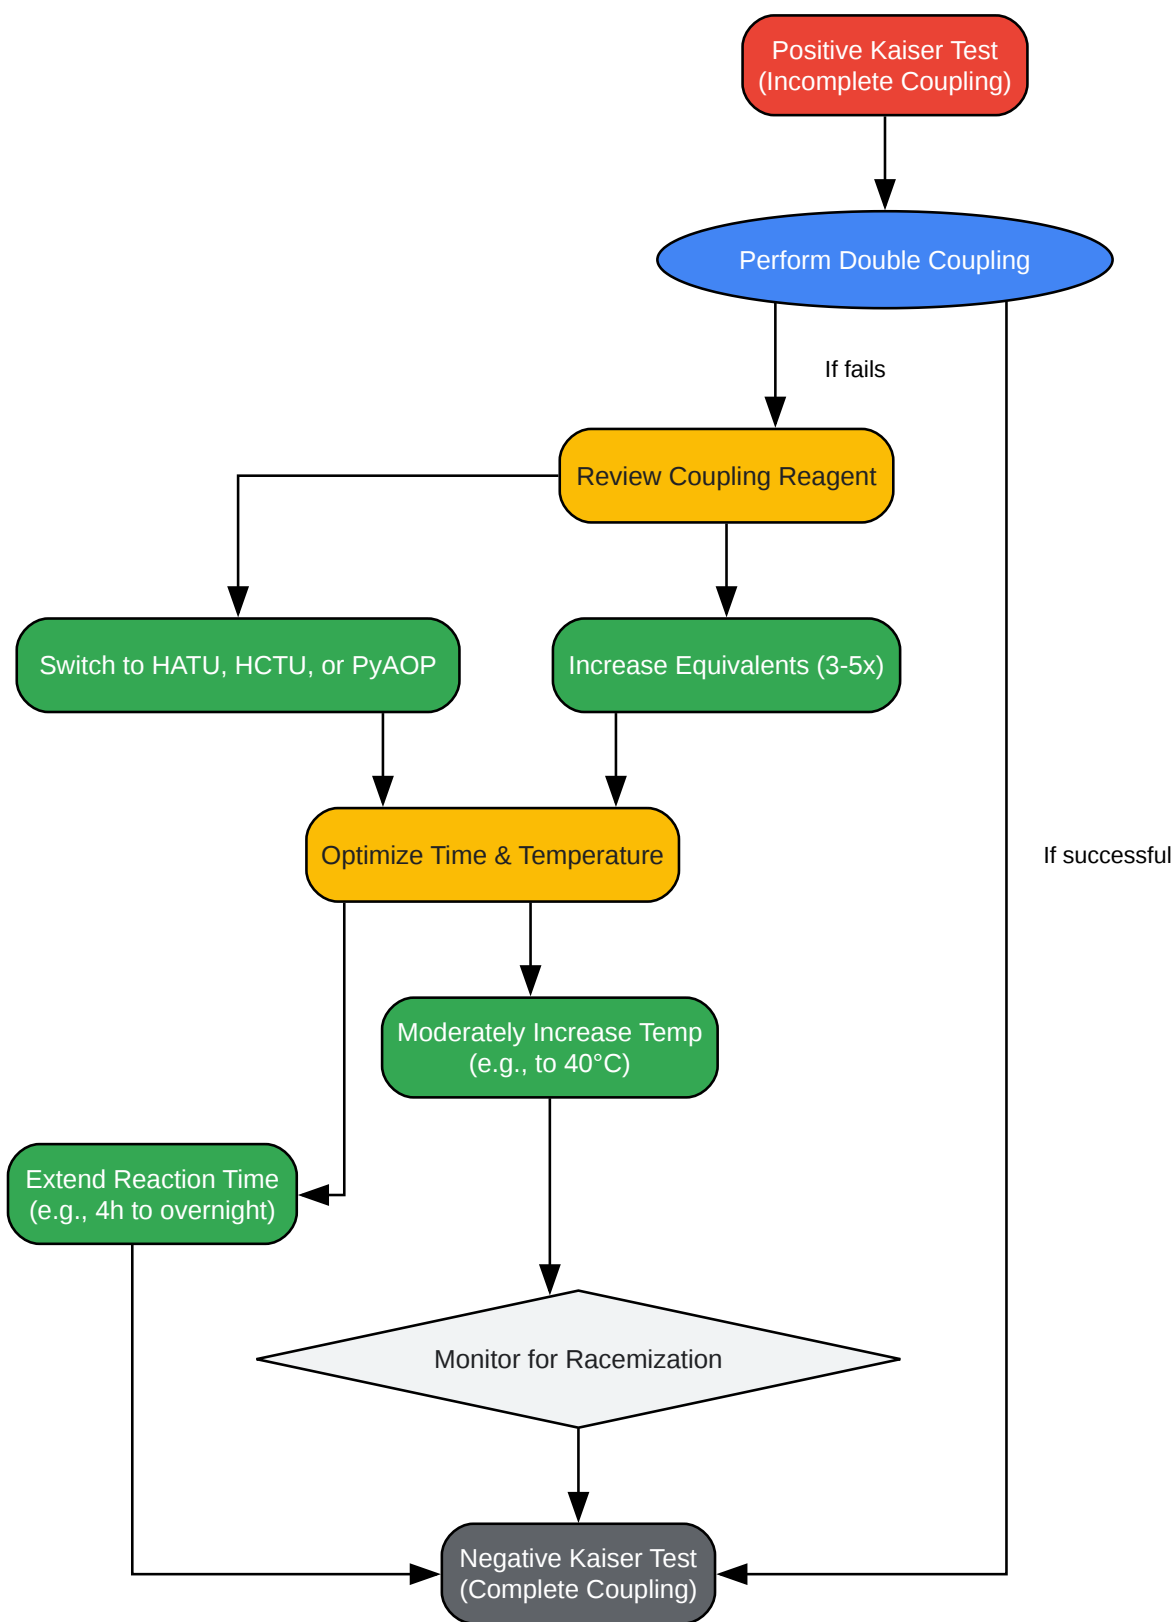 Positive Kaiser Test
(Incomplete Coupling)
Perform Double Coupling
If fails
Review Coupling Reagent
Switch to HATU, HCTU, or PyAOP
Increase Equivalents (3-5x)
Optimize Time & Temperature
If successful
Moderately Increase Temp
(e.g., to 40°C)
Extend Reaction Time
(e.g., 4h to overnight)
Monitor for Racemization
Negative Kaiser Test
(Complete Coupling)